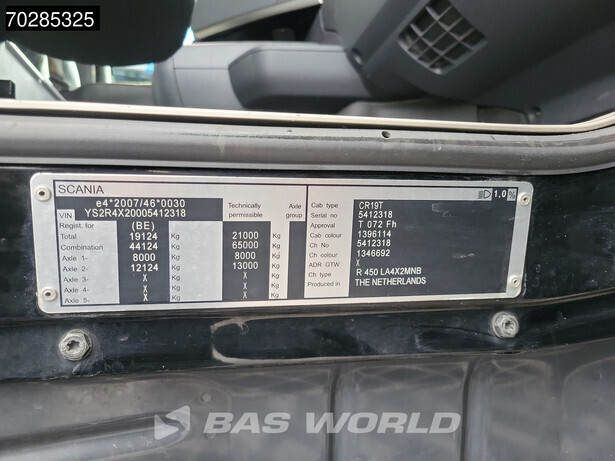 70285325
SCANIA
e4*2007/46*0030
VIN YS2R4X20005412318
Technically permissible
Axle group
Regist. for (BE)
Total 19124 Kg 21000 Kg
Combination 44124 Kg 65000 Kg
Axle 1- 8000 Kg 8000 Kg
Axle 2- 12124 Kg 13000 Kg
Axle 3- X Kg X Kg
Axle 4- X Kg X Kg
Axle 5- X Kg X Kg
1,0%
Cab type CR19T
Serial no 5412318
Approval T 072 Fh
Cab colour 1396114
Ch No 5412318
Ch colour 1346692
ADR GTW X
Ch type R 450 LA4X2MNB
Produced in THE NETHERLANDS
BAS WORLD